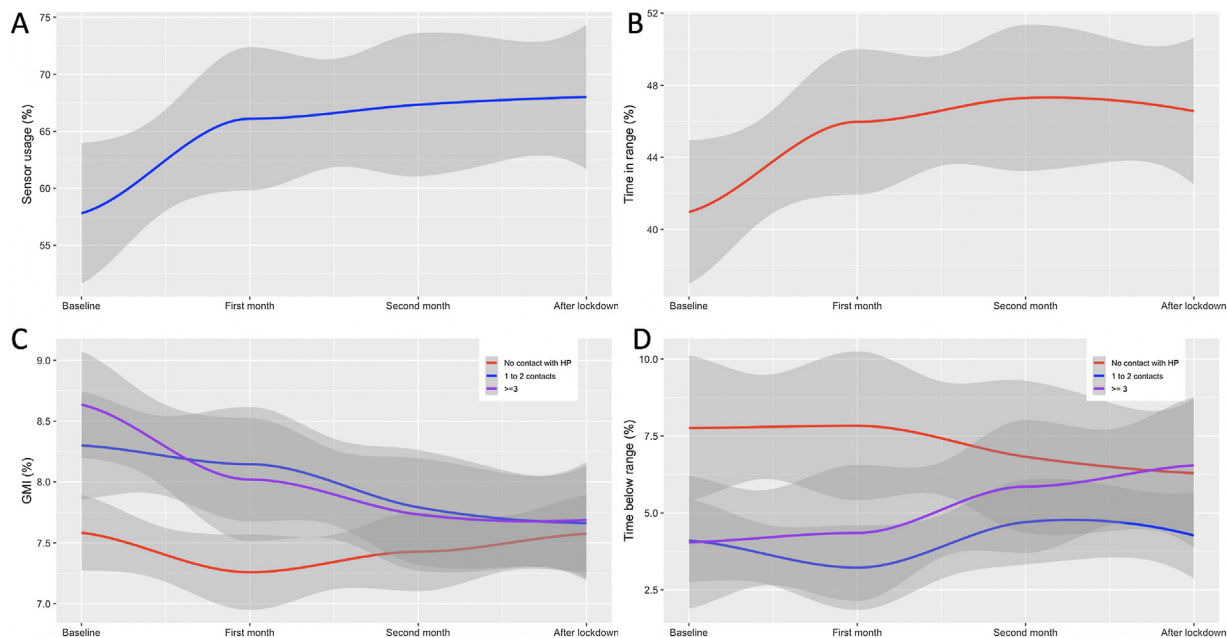 A
75
70
65
60
55
Sensor usage (%)
Baseline
First month
Second month
After lockdown
B
52
48
44
40
Time in range (%)
Baseline
First month
Second month
After lockdown
C
9.0
8.5
8.0
7.5
7.0
GMI (%)
No contact with HP
1 to 2 contacts
>=3
Baseline
First month
Second month
After lockdown
D
10.0
7.5
5.0
2.5
Time below range (%)
No contact with HP
1 to 2 contacts
>= 3
Baseline
First month
Second month
After lockdown